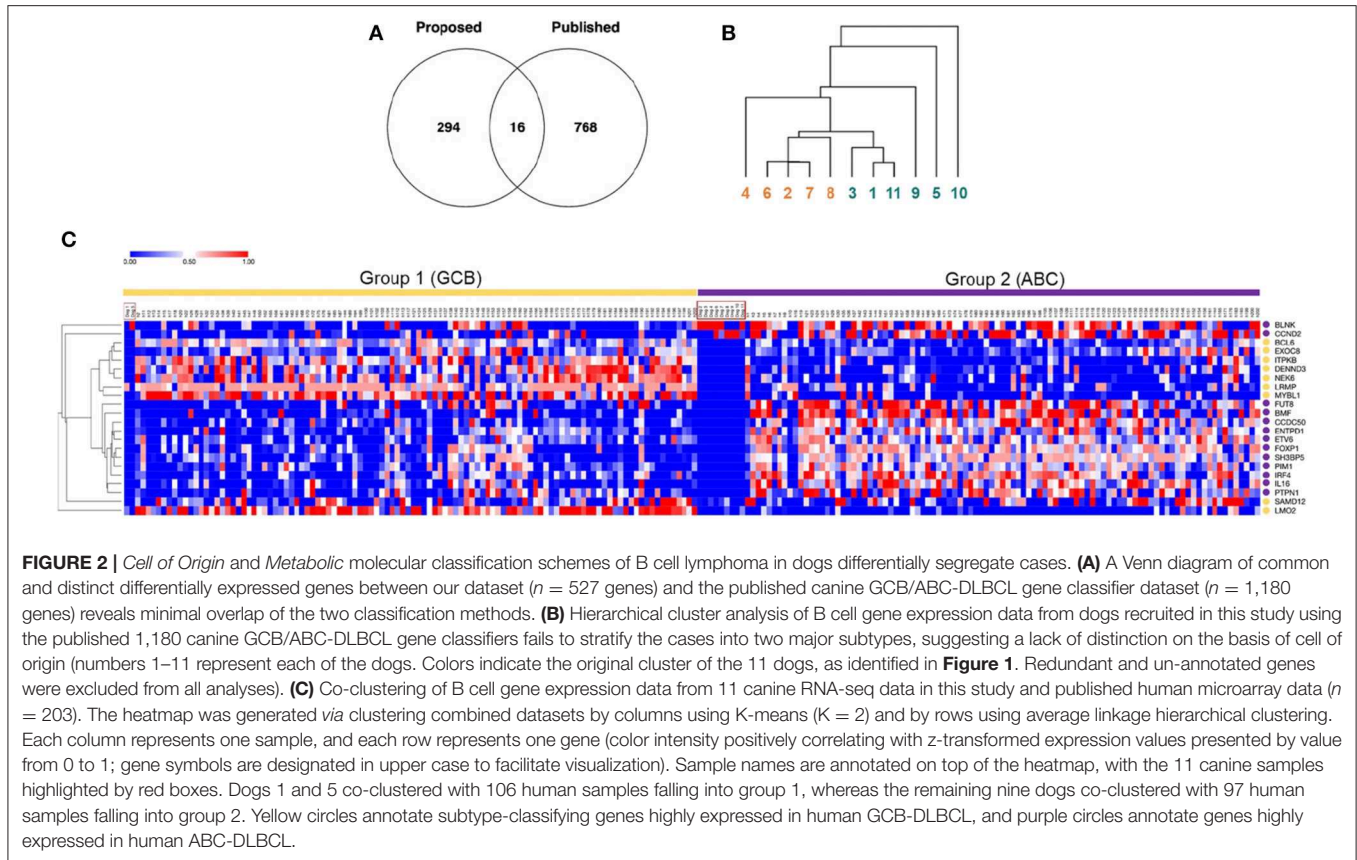 A
Proposed
Published
294
16
768
B
4 6 2 7 8 3 1 11 9 5 10
C
0.00 0.50 1.00
Group 1 (GCB)
Group 2 (ABC)
BLNK
CCND2
BCL6
EXOC8
ITPKB
DENND3
NEK6
LRMP
MYBL1
FUT8
BMF
CCDC50
ENTPD1
ETV6
FOXP1
SH3BP5
PIM1
IRF4
IL16
PTPN1
SAMD12
LMO2
FIGURE 2 | Cell of Origin and Metabolic molecular classification schemes of B cell lymphoma in dogs differentially segregate cases. (A) A Venn diagram of common
and distinct differentially expressed genes between our dataset (n = 527 genes) and the published canine GCB/ABC-DLBCL gene classifier dataset (n = 1,180
genes) reveals minimal overlap of the two classification methods. (B) Hierarchical cluster analysis of B cell gene expression data from dogs recruited in this study using
the published 1,180 canine GCB/ABC-DLBCL gene classifiers fails to stratify the cases into two major subtypes, suggesting a lack of distinction on the basis of cell of
origin (numbers 1–11 represent each of the dogs. Colors indicate the original cluster of the 11 dogs, as identified in Figure 1. Redundant and un-annotated genes
were excluded from all analyses). (C) Co-clustering of B cell gene expression data from 11 canine RNA-seq data in this study and published human microarray data (n
= 203). The heatmap was generated via clustering combined datasets by columns using K-means (K = 2) and by rows using average linkage hierarchical clustering.
Each column represents one sample, and each row represents one gene (color intensity positively correlating with z-transformed expression values presented by value
from 0 to 1; gene symbols are designated in upper case to facilitate visualization). Sample names are annotated on top of the heatmap, with the 11 canine samples
highlighted by red boxes. Dogs 1 and 5 co-clustered with 106 human samples falling into group 1, whereas the remaining nine dogs co-clustered with 97 human
samples falling into group 2. Yellow circles annotate subtype-classifying genes highly expressed in human GCB-DLBCL, and purple circles annotate genes highly
expressed in human ABC-DLBCL.